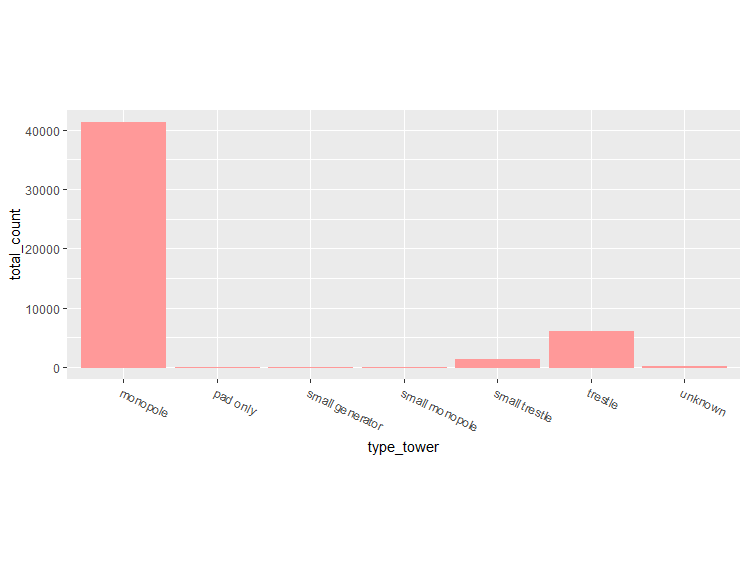 total_count
40000
30000
20000
10000
0
monopole
pad only
small generator
small monopole
small trestle
trestle
unknown
type_tower